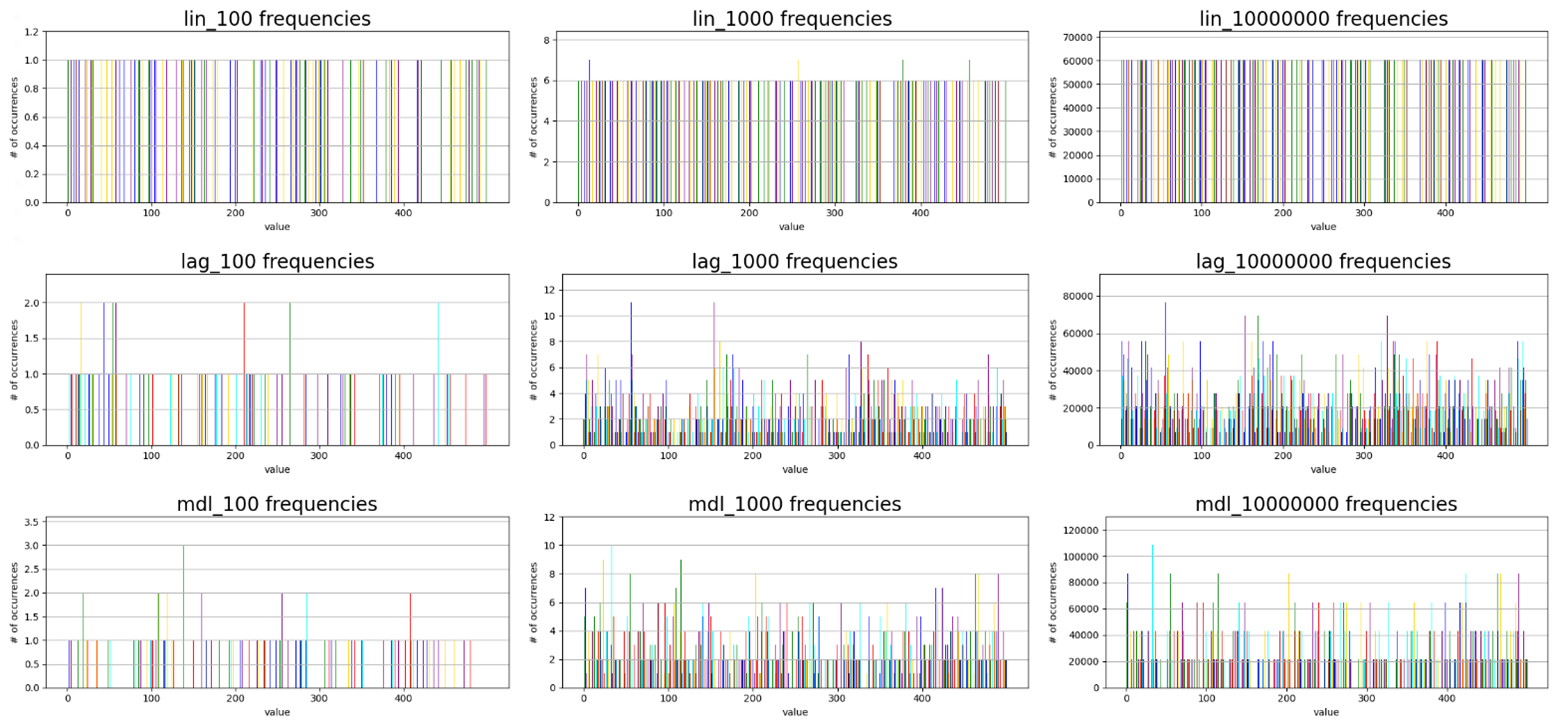 lin_100 frequencies
# of occurrences
1.2
1.0
0.8
0.6
0.4
0.2
0.0
0 100 200 300 400
value
lin_1000 frequencies
# of occurrences
8
6
4
2
0
0 100 200 300 400
value
lin_10000000 frequencies
# of occurrences
70000
60000
50000
40000
30000
20000
10000
0
0 100 200 300 400
value
lag_100 frequencies
# of occurrences
2.0
1.5
1.0
0.5
0.0
0 100 200 300 400
value
lag_1000 frequencies
# of occurrences
12
10
8
6
4
2
0
0 100 200 300 400
value
lag_10000000 frequencies
# of occurrences
80000
60000
40000
20000
0
0 100 200 300 400
value
mdl_100 frequencies
# of occurrences
3.5
3.0
2.5
2.0
1.5
1.0
0.5
0.0
0 100 200 300 400
value
mdl_1000 frequencies
# of occurrences
12
10
8
6
4
2
0
0 100 200 300 400
value
mdl_10000000 frequencies
# of occurrences
120000
100000
80000
60000
40000
20000
0
0 100 200 300 400
value